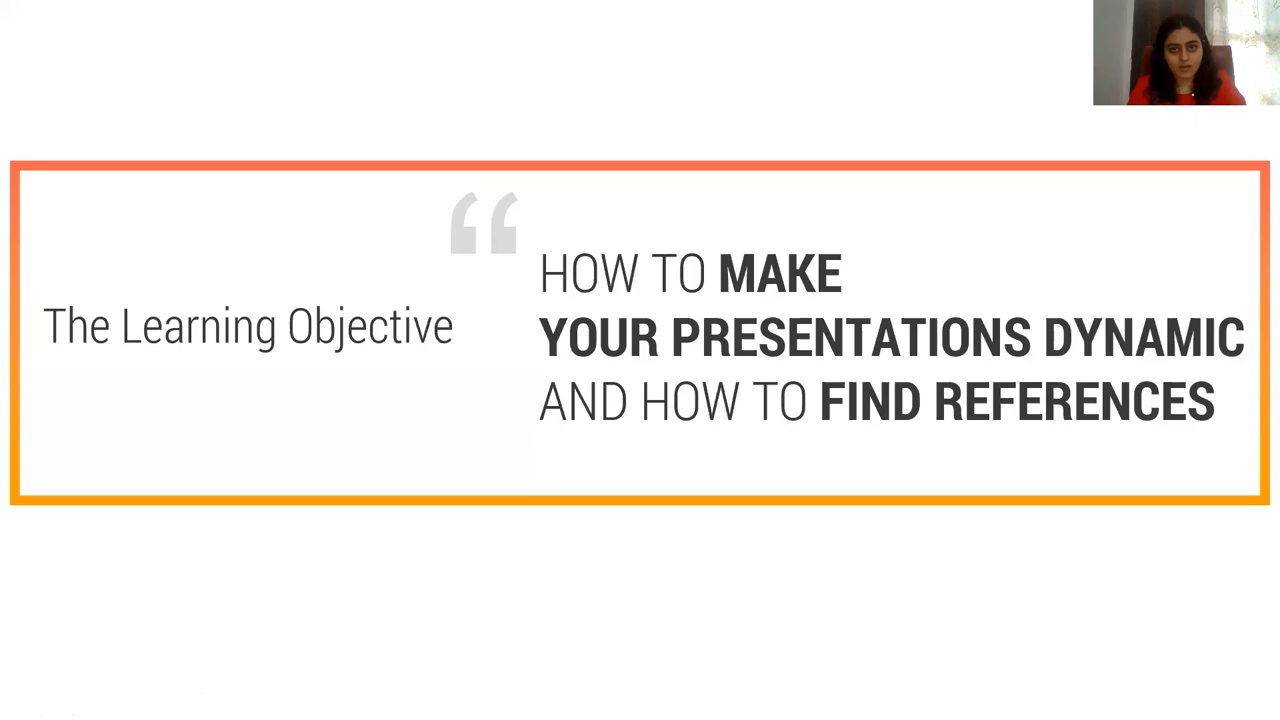 The Learning Objective
“
HOW TO MAKE
YOUR PRESENTATIONS DYNAMIC
AND HOW TO FIND REFERENCES